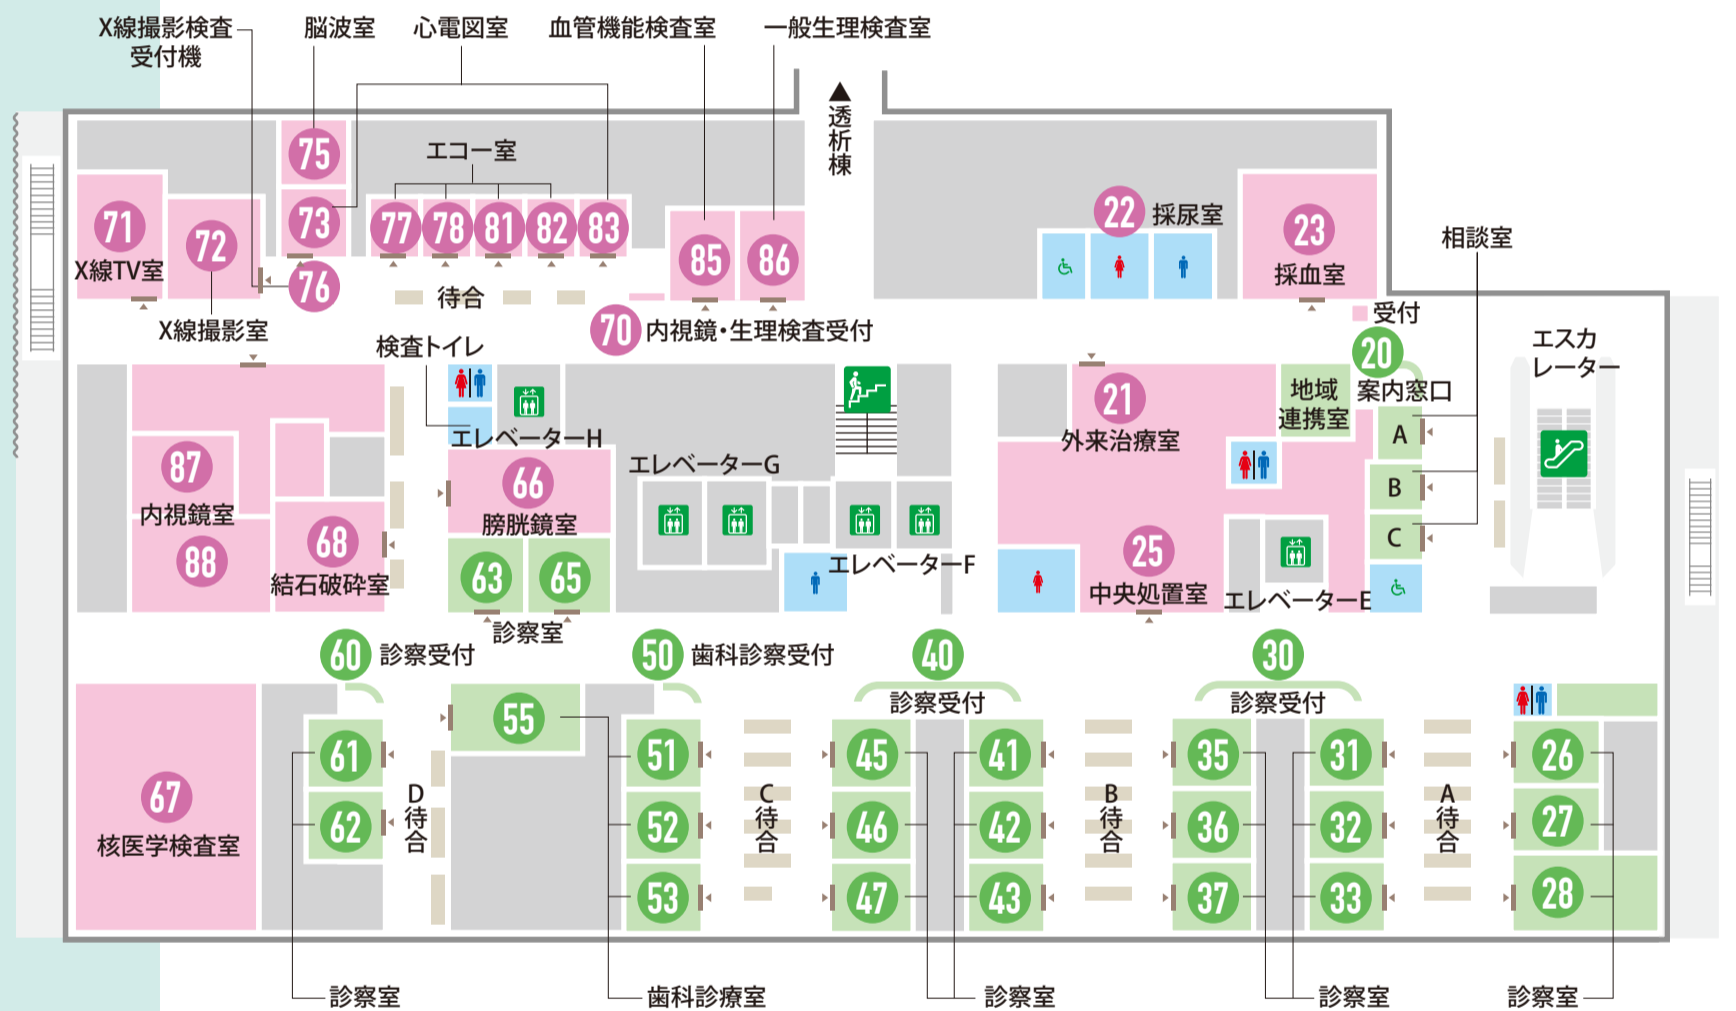 X線撮影検査
受付機
脳波室
心電図室
血管機能検査室
一般生理検査室
▲透析棟
75
エコー室
71
X線TV室
72
X線撮影室
73
76
77
78
81
82
83
85
86
待合
70 内視鏡・生理検査受付
22 採尿室
23
採血室
受付
相談室
20
案内窓口
エスカ
レーター
検査トイレ
エレベーターH
エレベーターG
エレベーターF
エレベーターE
21
外来治療室
地域
連携室
A
B
C
87
内視鏡室
88
68
結石破砕室
66
膀胱鏡室
63
65
診察室
25
中央処置室
60 診察受付
50 歯科診察受付
40
診察受付
30
診察受付
67
核医学検査室
61
62
D待合
55
51
52
53
C待合
45
46
47
41
42
43
B待合
35
36
37
31
32
33
A待合
26
27
28
診察室
歯科診療室
診察室
診察室
診察室